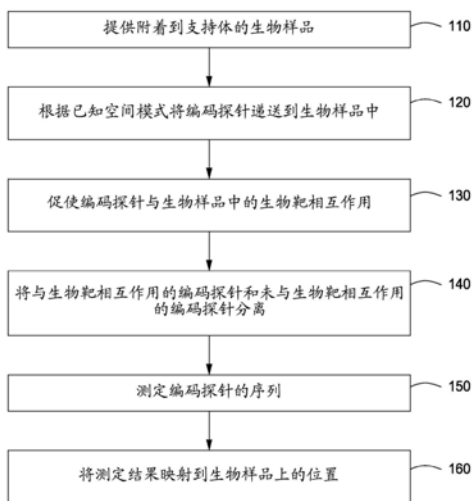 提供附着到支持体的生物样品
110
根据已知空间模式将编码探针递送到生物样品中
120
促使编码探针与生物样品中的生物靶相互作用
130
将与生物靶相互作用的编码探针和未与生物靶相互作用
的编码探针分离
140
测定编码探针的序列
150
将测定结果映射到生物样品上的位置
160